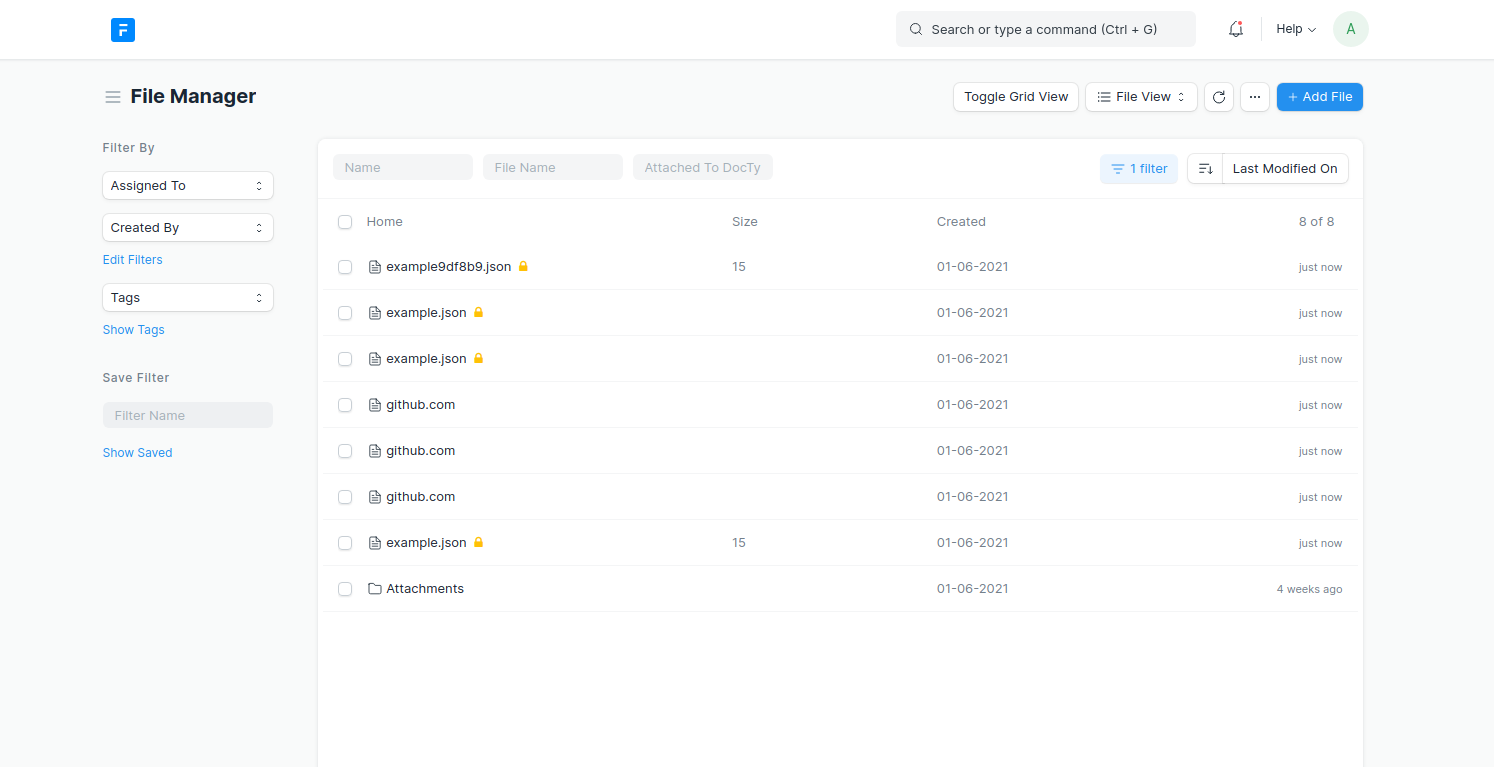 Search or type a command (Ctrl + G)
Help
A
File Manager
Toggle Grid View
File View
...
+ Add File
Filter By
Assigned To
Created By
Edit Filters
Tags
Show Tags
Save Filter
Filter Name
Show Saved
Name
File Name
Attached To DocTy
1 filter
Last Modified On
Home Size Created 8 of 8
example9df8b9.json 15 01-06-2021 just now
example.json 01-06-2021 just now
example.json 01-06-2021 just now
github.com 01-06-2021 just now
github.com 01-06-2021 just now
github.com 01-06-2021 just now
example.json 15 01-06-2021 just now
Attachments 01-06-2021 4 weeks ago